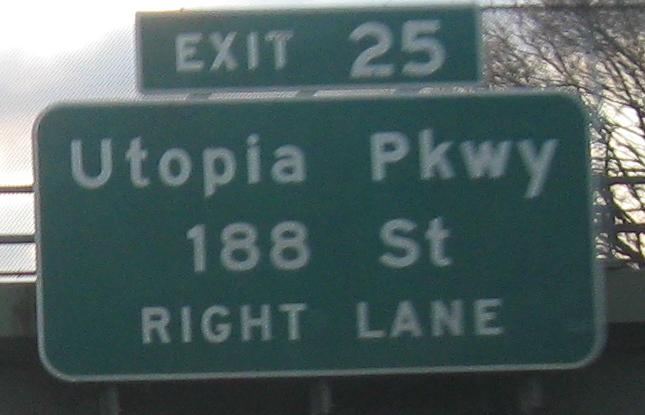 EXIT 25
Utopia Pkwy
188 St
RIGHT LANE